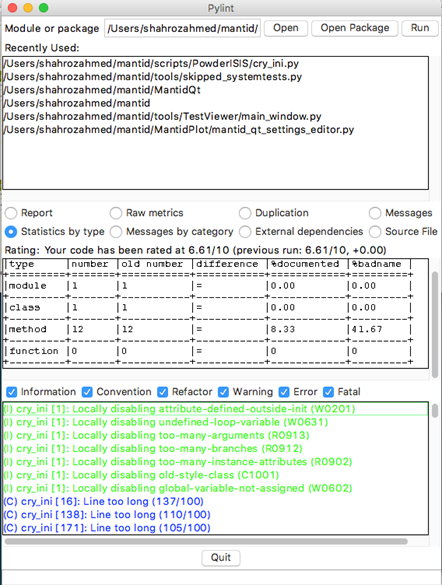 Pylint
Module or package /Users/shahrozahmed/mantid/ Open Open Package Run
Recently Used:
/Users/shahrozahmed/mantid/scripts/PowderISIS/cry_ini.py
/Users/shahrozahmed/mantid/tools/skipped_systemtests.py
/Users/shahrozahmed/mantid/MantidQt
/Users/shahrozahmed/mantid/mantid
/Users/shahrozahmed/mantid/tools/TestViewer/main_window.py
/Users/shahrozahmed/mantid/MantidPlot/mantid_qt_settings_editor.py
Report Raw metrics Duplication Messages
Statistics by type Messages by category External dependencies Source File
Rating: Your code has been rated at 6.61/10 (previous run: 6.61/10, +0.00)
|type |number |old number |difference |%documented |%badname |
+=======+=======+===========+===========+============+=========+
|module |1 |1 |= |0.00 |0.00 |
+-------+-------+-----------+-----------+------------+---------+
|class |1 |1 |= |0.00 |0.00 |
+-------+-------+-----------+-----------+------------+---------+
|method |12 |12 |= |8.33 |41.67 |
+-------+-------+-----------+-----------+------------+---------+
|function |0 |0 |= |0 |0 |
+-------+-------+-----------+-----------+------------+---------+
Information Convention Refactor Warning Error Fatal
(I) cry_ini [1]: Locally disabling attribute-defined-outside-init (W0201)
(I) cry_ini [1]: Locally disabling undefined-loop-variable (W0631)
(I) cry_ini [1]: Locally disabling too-many-arguments (R0913)
(I) cry_ini [1]: Locally disabling too-many-branches (R0912)
(I) cry_ini [1]: Locally disabling too-many-instance-attributes (R0902)
(I) cry_ini [1]: Locally disabling old-style-class (C1001)
(I) cry_ini [1]: Locally disabling global-variable-not-assigned (W0602)
(C) cry_ini [16]: Line too long (137/100)
(C) cry_ini [138]: Line too long (110/100)
(C) cry_ini [171]: Line too long (105/100)
Quit